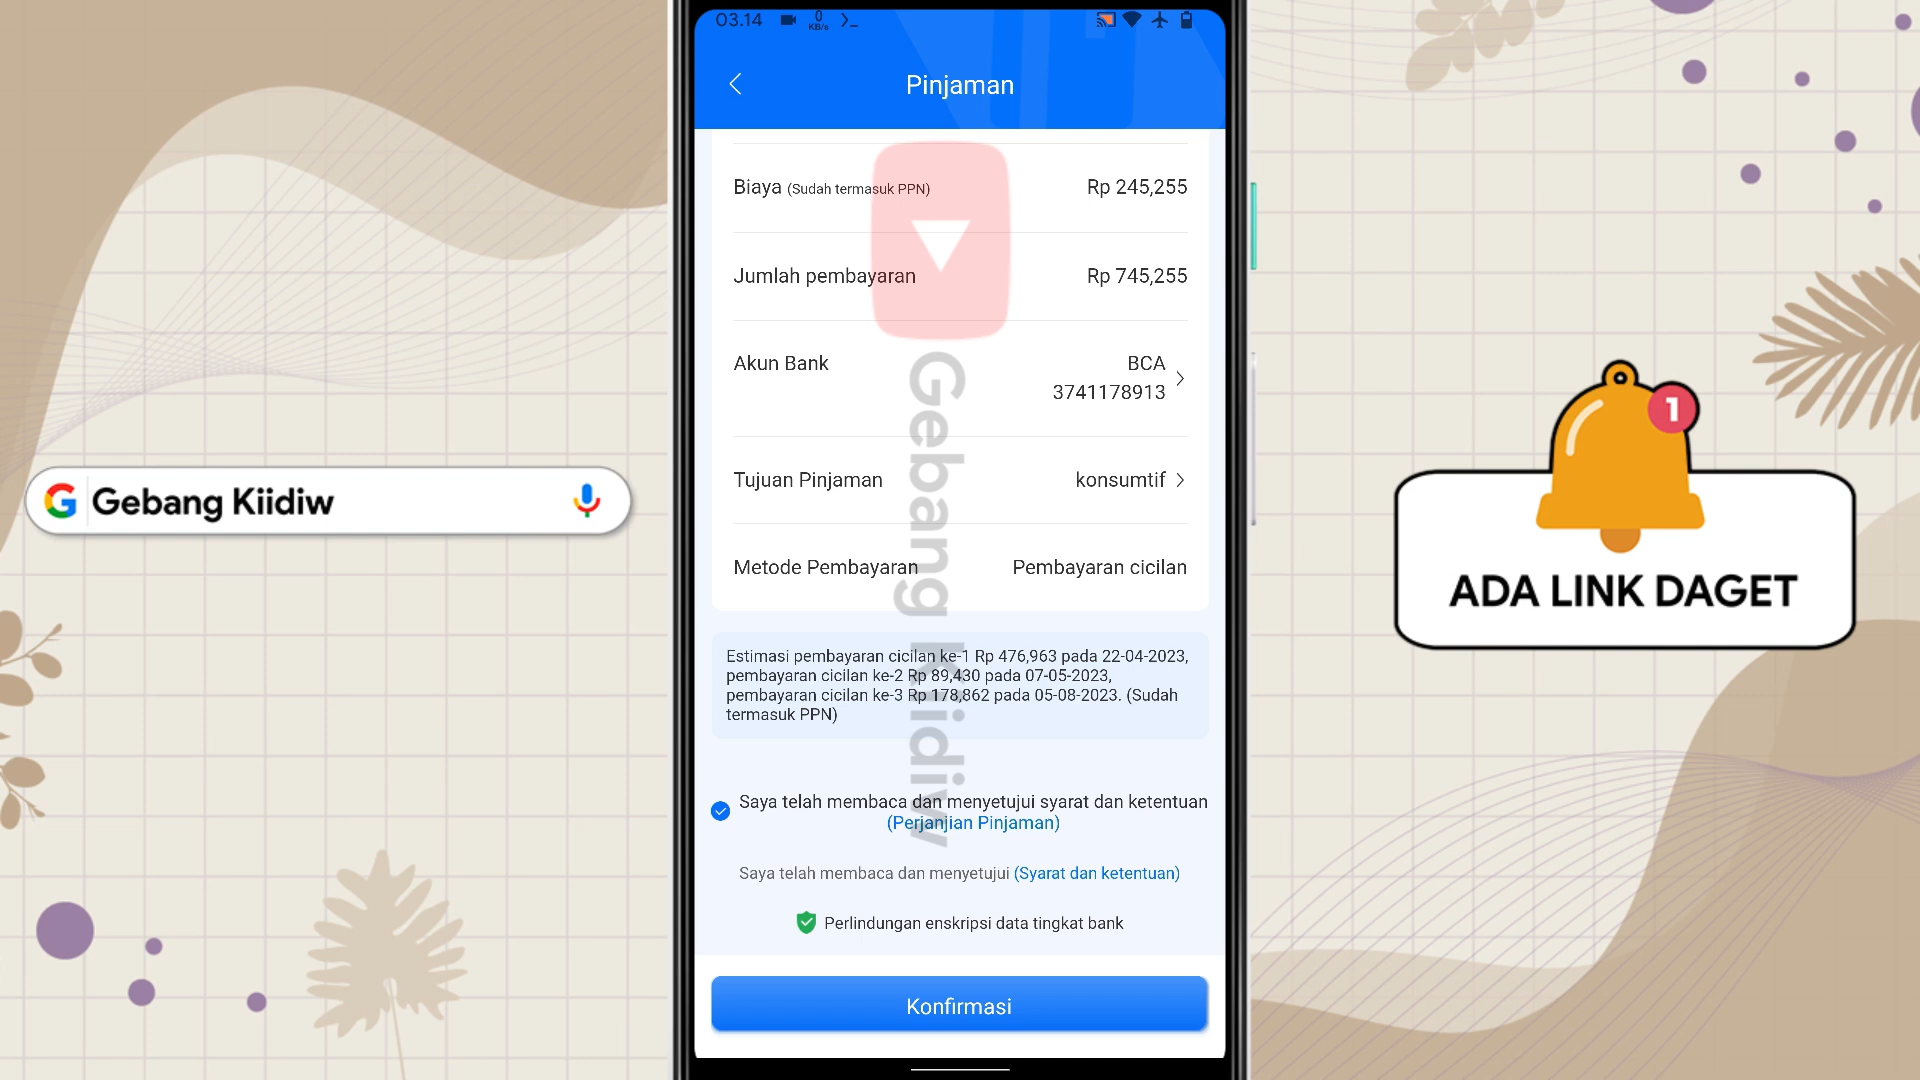 03.14
0
KB/s
Pinjaman
Biaya (Sudah termasuk PPN)
Rp 245,255
Jumlah pembayaran
Rp 745,255
Akun Bank
BCA
3741178913
Tujuan Pinjaman
konsumtif
Metode Pembayaran
Pembayaran cicilan
Estimasi pembayaran cicilan ke-1 Rp 476,963 pada 22-04-2023,
pembayaran cicilan ke-2 Rp 89,430 pada 07-05-2023,
pembayaran cicilan ke-3 Rp 178,862 pada 05-08-2023. (Sudah
termasuk PPN)
Saya telah membaca dan menyetujui syarat dan ketentuan
(Perjanjian Pinjaman)
Saya telah membaca dan menyetujui (Syarat dan ketentuan)
Perlindungan enskripsi data tingkat bank
Konfirmasi
Gebang Kiidiw
G Gebang Kiidiw
1
ADA LINK DAGET